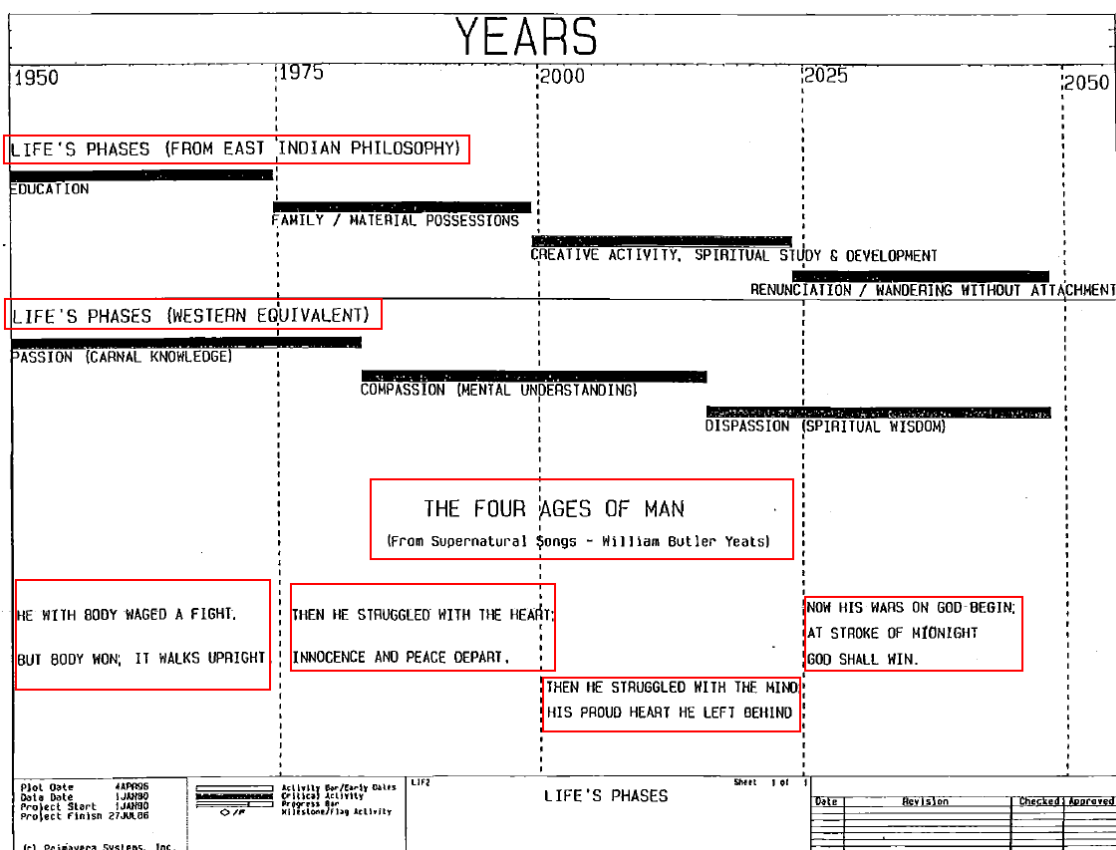 YEARS
1950 1975 2000 2025 2050
LIFE'S PHASES (FROM EAST INDIAN PHILOSOPHY)
EDUCATION
FAMILY / MATERIAL POSSESSIONS
CREATIVE ACTIVITY, SPIRITUAL STUDY & DEVELOPMENT
RENUNCIATION / WANDERING WITHOUT ATTACHMENT
LIFE'S PHASES (WESTERN EQUIVALENT)
PASSION (CARNAL KNOWLEDGE)
COMPASSION (MENTAL UNDERSTANDING)
DISPASSION (SPIRITUAL WISDOM)
THE FOUR AGES OF MAN
(From Supernatural Songs - William Butler Yeats)
HE WITH BODY WAGED A FIGHT,
BUT BODY WON; IT WALKS UPRIGHT.
THEN HE STRUGGLED WITH THE HEART;
INNOCENCE AND PEACE DEPART.
THEN HE STRUGGLED WITH THE MIND;
HIS PROUD HEART HE LEFT BEHIND
NOW HIS WARS ON GOD BEGIN;
AT STROKE OF MIDNIGHT
GOD SHALL WIN.
Plot Date 4APR96
Data Date 1JAN90
Project Start 1JAN90
Project Finish 27JUL86
(c) Primavera Systems, Inc.
Activity Bar/Early Dates
Critical Activity
Progress Bar
Milestone/Flag Activity
LIF2
Sheet 1 of 1
LIFE'S PHASES
Date Revision Checked Approved